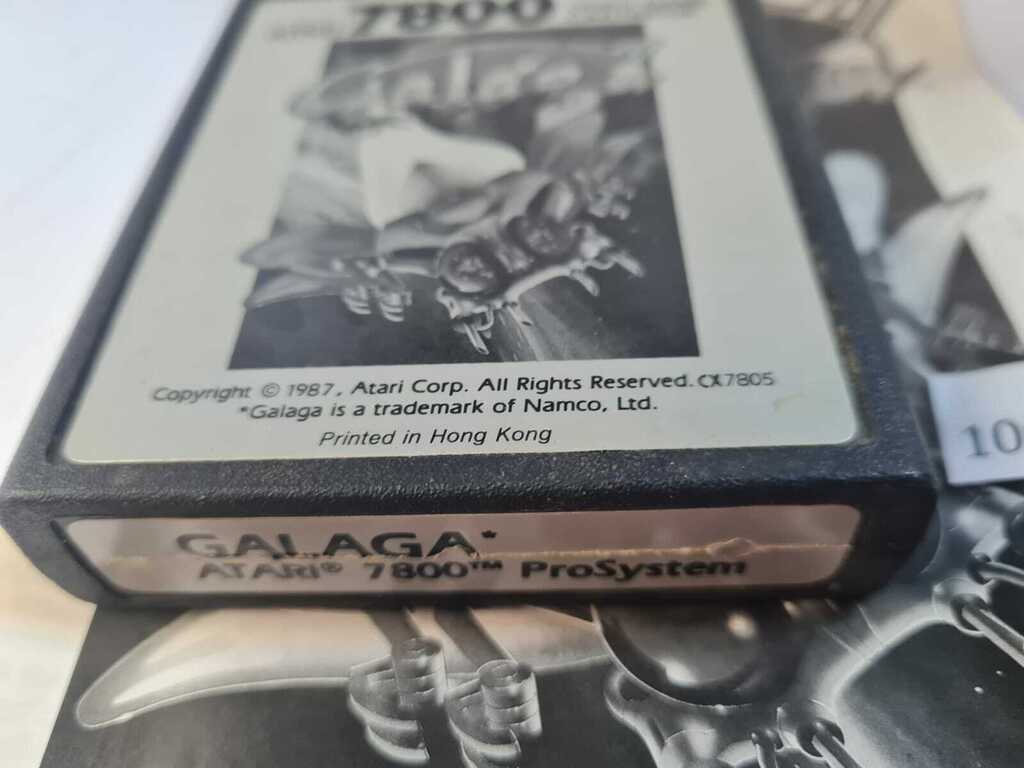 7800
Galaga
Copyright © 1987, Atari Corp. All Rights Reserved. CX7805
*Galaga is a trademark of Namco, Ltd.
Printed in Hong Kong
10
GALAGA*
ATARI® 7800™ ProSystem